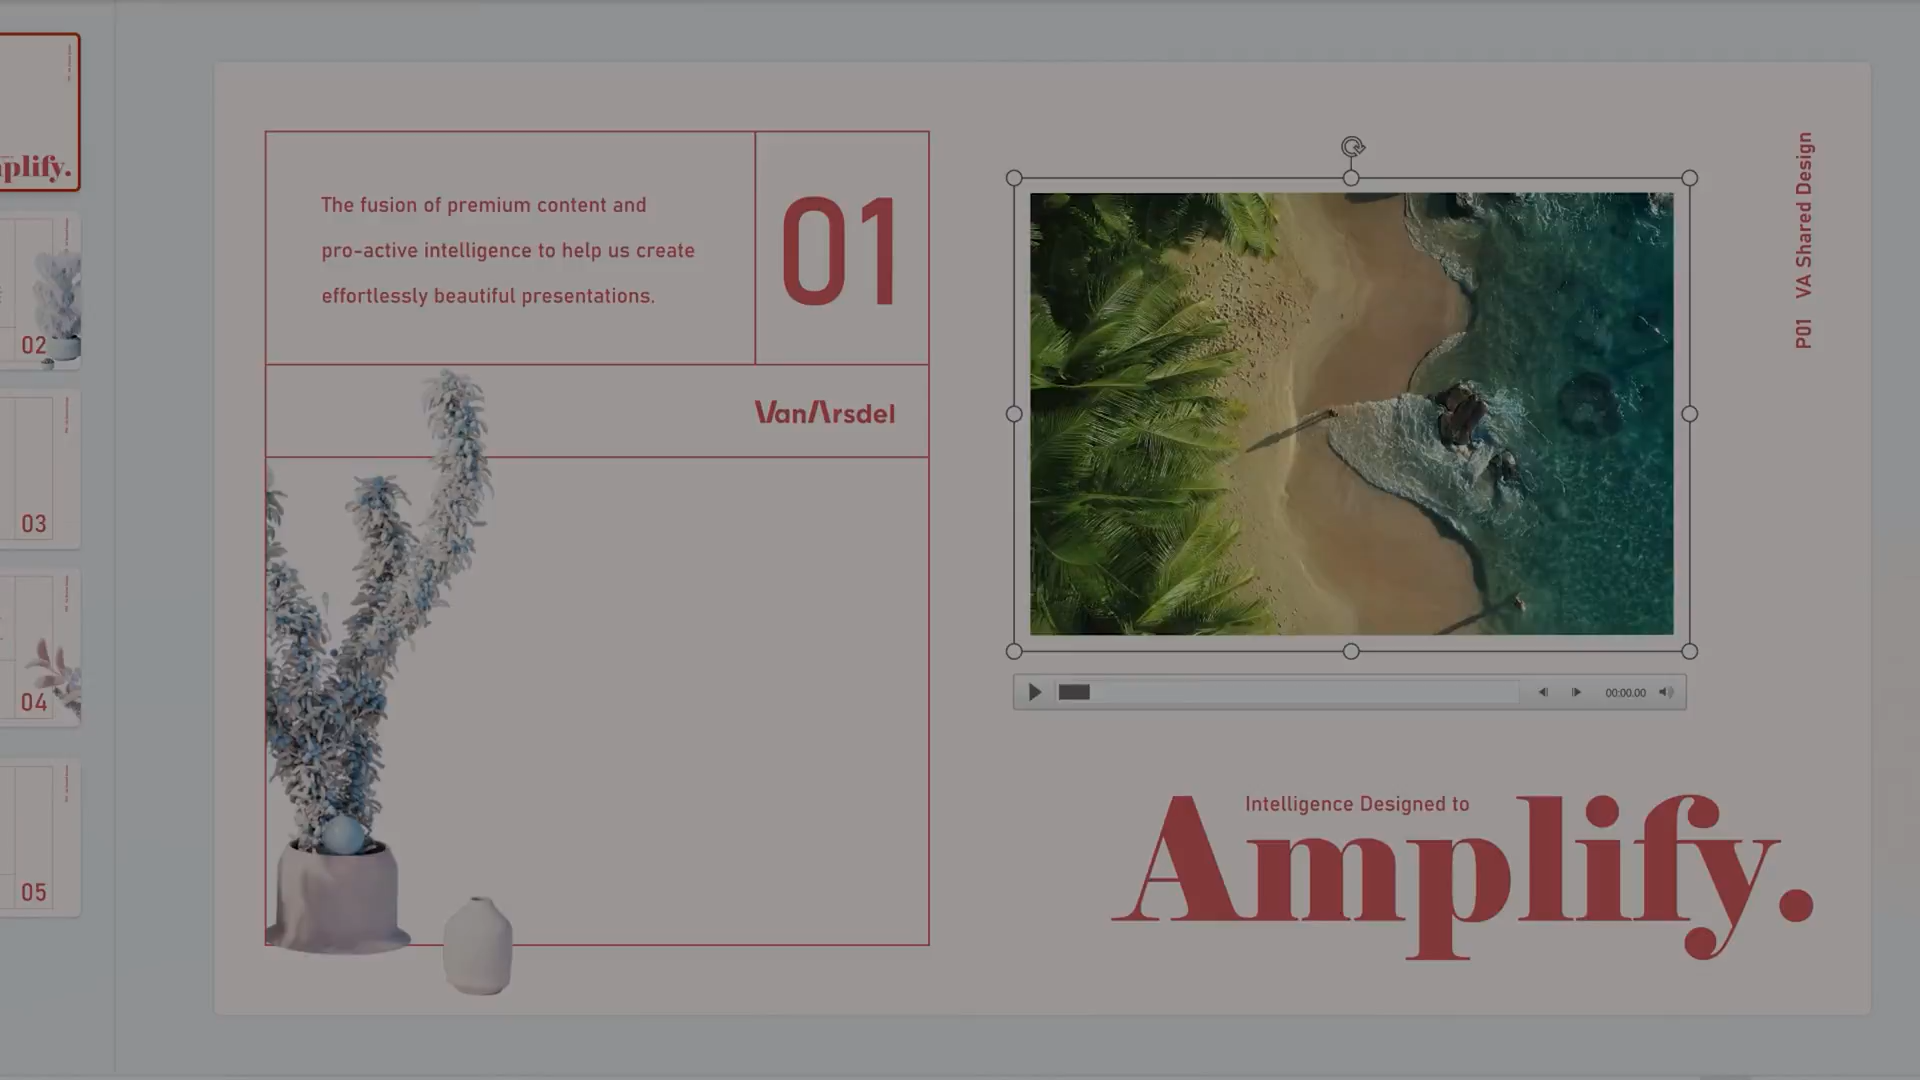 plify.
02
03
04
05
The fusion of premium content and
pro-active intelligence to help us create
effortlessly beautiful presentations.
01
VanArsdel
P01 VA Shared Design
00:00.00
Intelligence Designed to
Amplify.